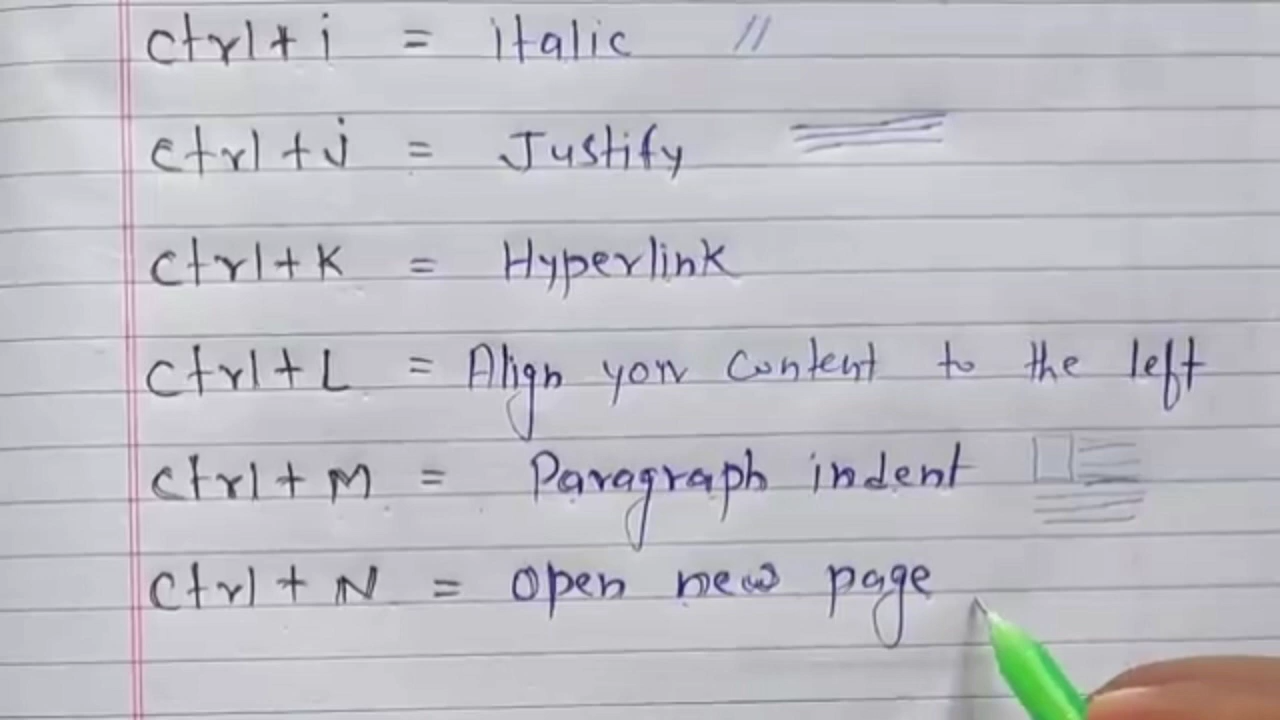 Ctrl + i = italic //
Ctrl + j = Justify
Ctrl + K = Hyperlink
Ctrl + L = Align your content to the left
Ctrl + M = Paragraph indent
Ctrl + N = Open new page